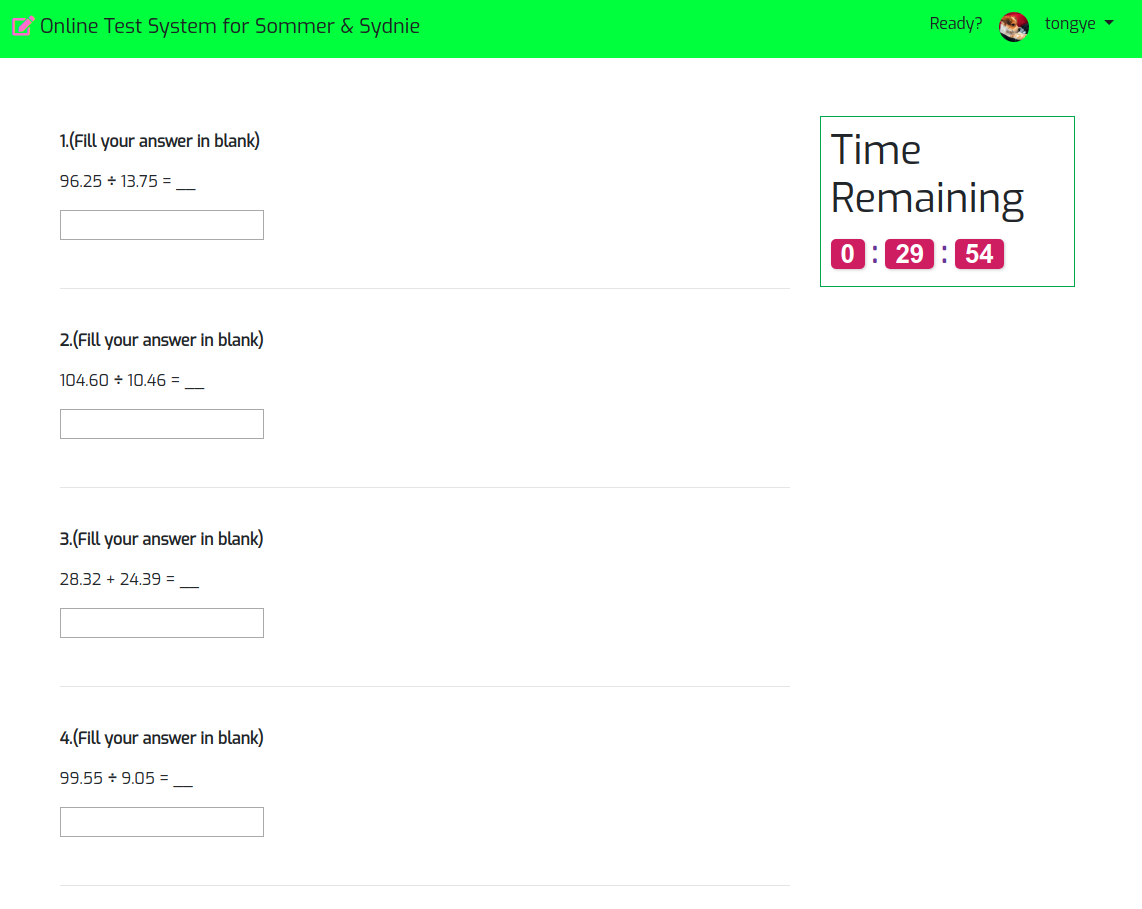 Online Test System for Sommer & Sydnie
Ready?
tongye
1.(Fill your answer in blank)
96.25 ÷ 13.75 = __
2.(Fill your answer in blank)
104.60 ÷ 10.46 = __
3.(Fill your answer in blank)
28.32 + 24.39 = __
4.(Fill your answer in blank)
99.55 ÷ 9.05 = __
Time
Remaining
0 : 29 : 54